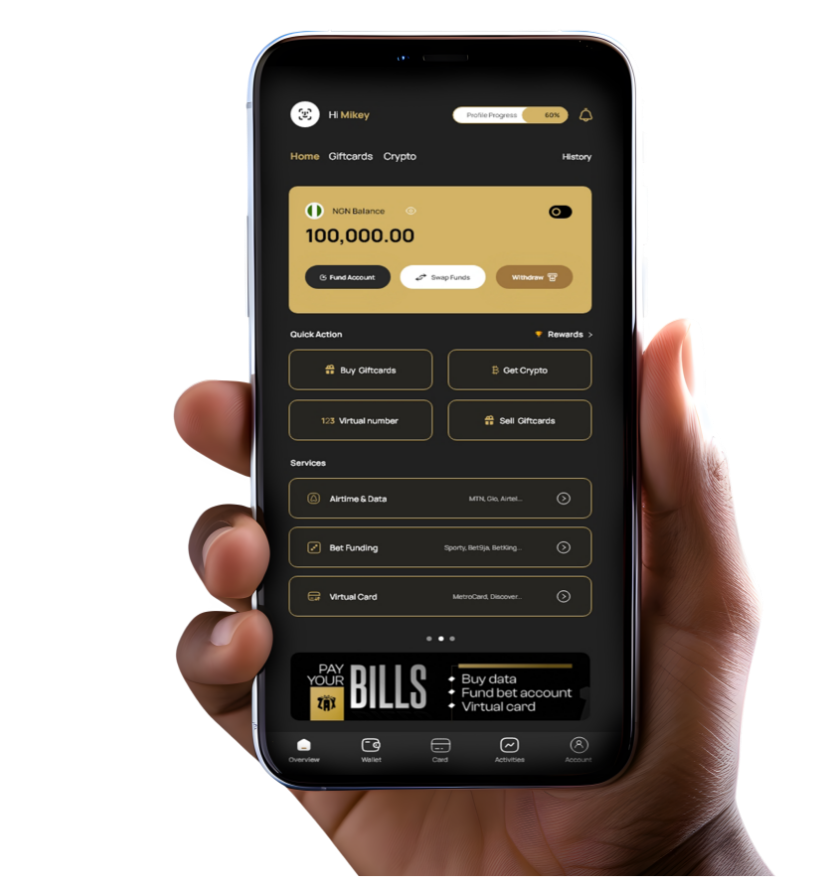 Hi Mikey
Profile Progress 60%
Home Giftcards Crypto History
NGN Balance
100,000.00
Fund Account Swap Funds Withdraw
Quick Action Rewards >
Buy Giftcards Get Crypto
123 Virtual number Sell Giftcards
Services
Airtime & Data MTN, Glo, Airtel...
Bet Funding Sporty, Bet9ja, BetKing...
Virtual Card MetroCard, Discover...
PAY
YOUR
BILLS
ZAX
Buy data
Fund bet account
Virtual card
Overview Wallet Card Activities Account